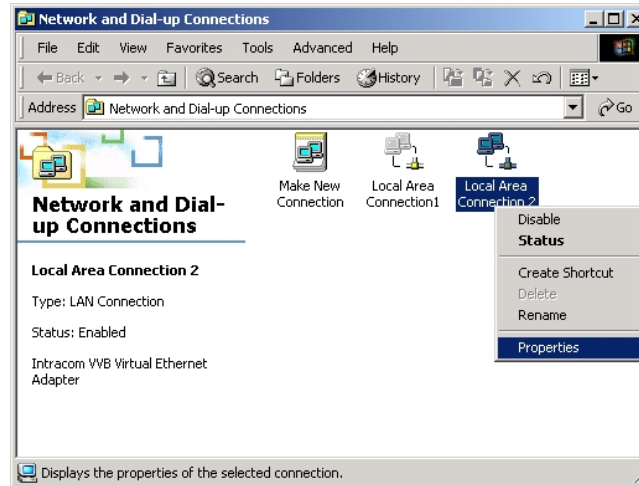 Network and Dial-up Connections
File Edit View Favorites Tools Advanced Help
Back Search Folders History
Address Network and Dial-up Connections Go
Make New
Connection
Local Area
Connection1
Local Area
Connection 2
Network and Dial-
up Connections
Local Area Connection 2
Type: LAN Connection
Status: Enabled
Intracom VVB Virtual Ethernet
Adapter
Disable
Status
Create Shortcut
Delete
Rename
Properties
Displays the properties of the selected connection.